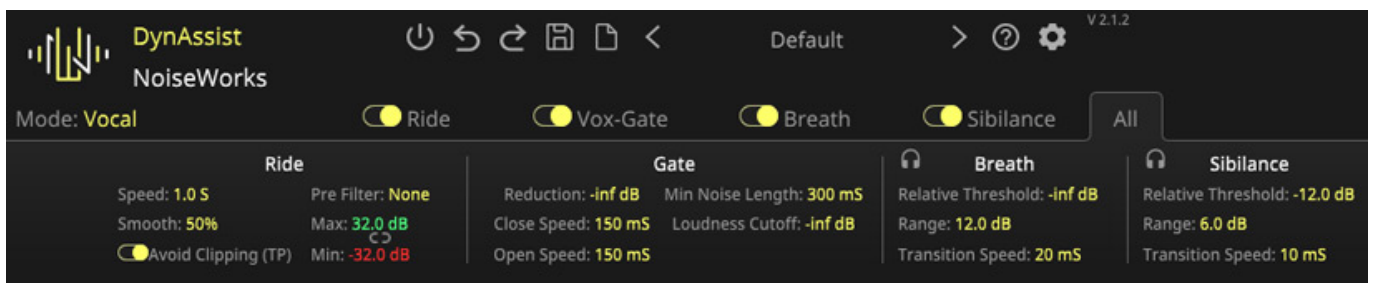 DynAssist
NoiseWorks
Default
V 2.1.2
Mode: Vocal
Ride
Vox-Gate
Breath
Sibilance
All
Ride
Speed: 1.0 S
Pre Filter: None
Smooth: 50%
Max: 32.0 dB
Avoid Clipping (TP)
Min: -32.0 dB
Gate
Reduction: -inf dB
Min Noise Length: 300 mS
Close Speed: 150 mS
Loudness Cutoff: -inf dB
Open Speed: 150 mS
Breath
Relative Threshold: -inf dB
Range: 12.0 dB
Transition Speed: 20 mS
Sibilance
Relative Threshold: -12.0 dB
Range: 6.0 dB
Transition Speed: 10 mS